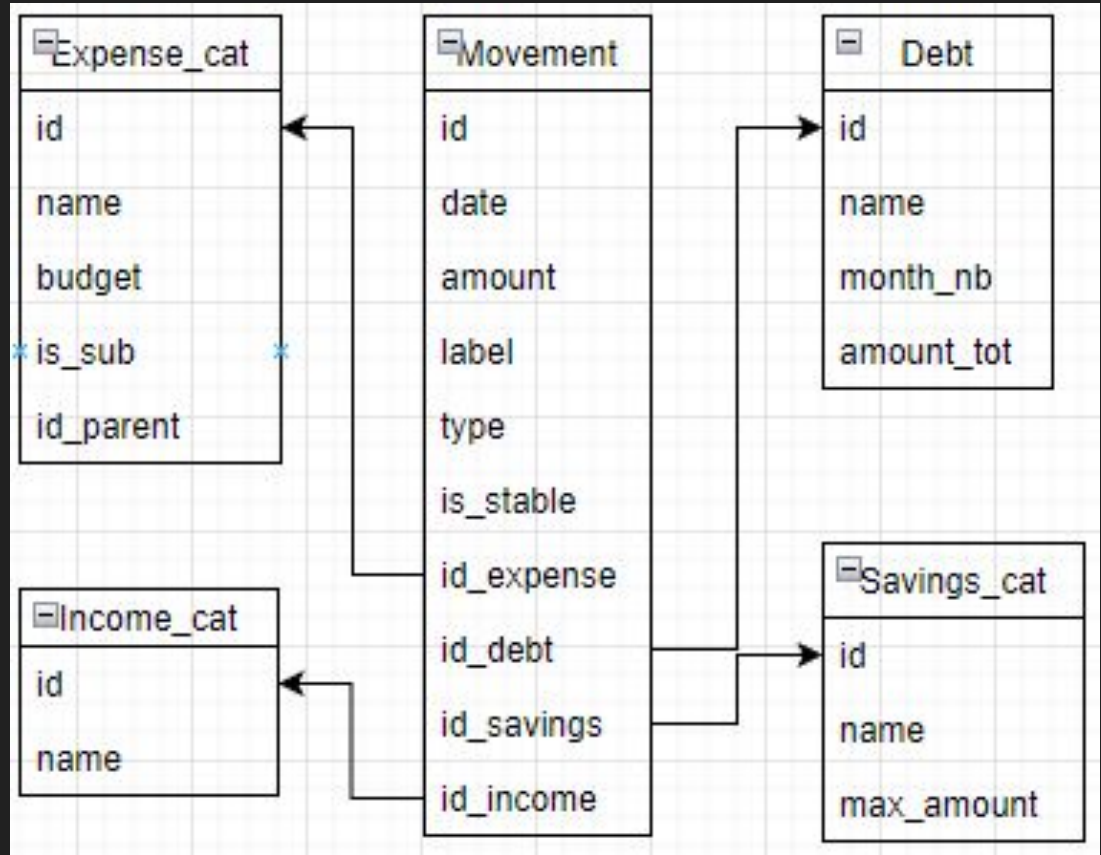 Expense_cat
id
name
budget
is_sub
id_parent
Income_cat
id
name
Movement
id
date
amount
label
type
is_stable
id_expense
id_debt
id_savings
id_income
Debt
id
name
month_nb
amount_tot
Savings_cat
id
name
max_amount